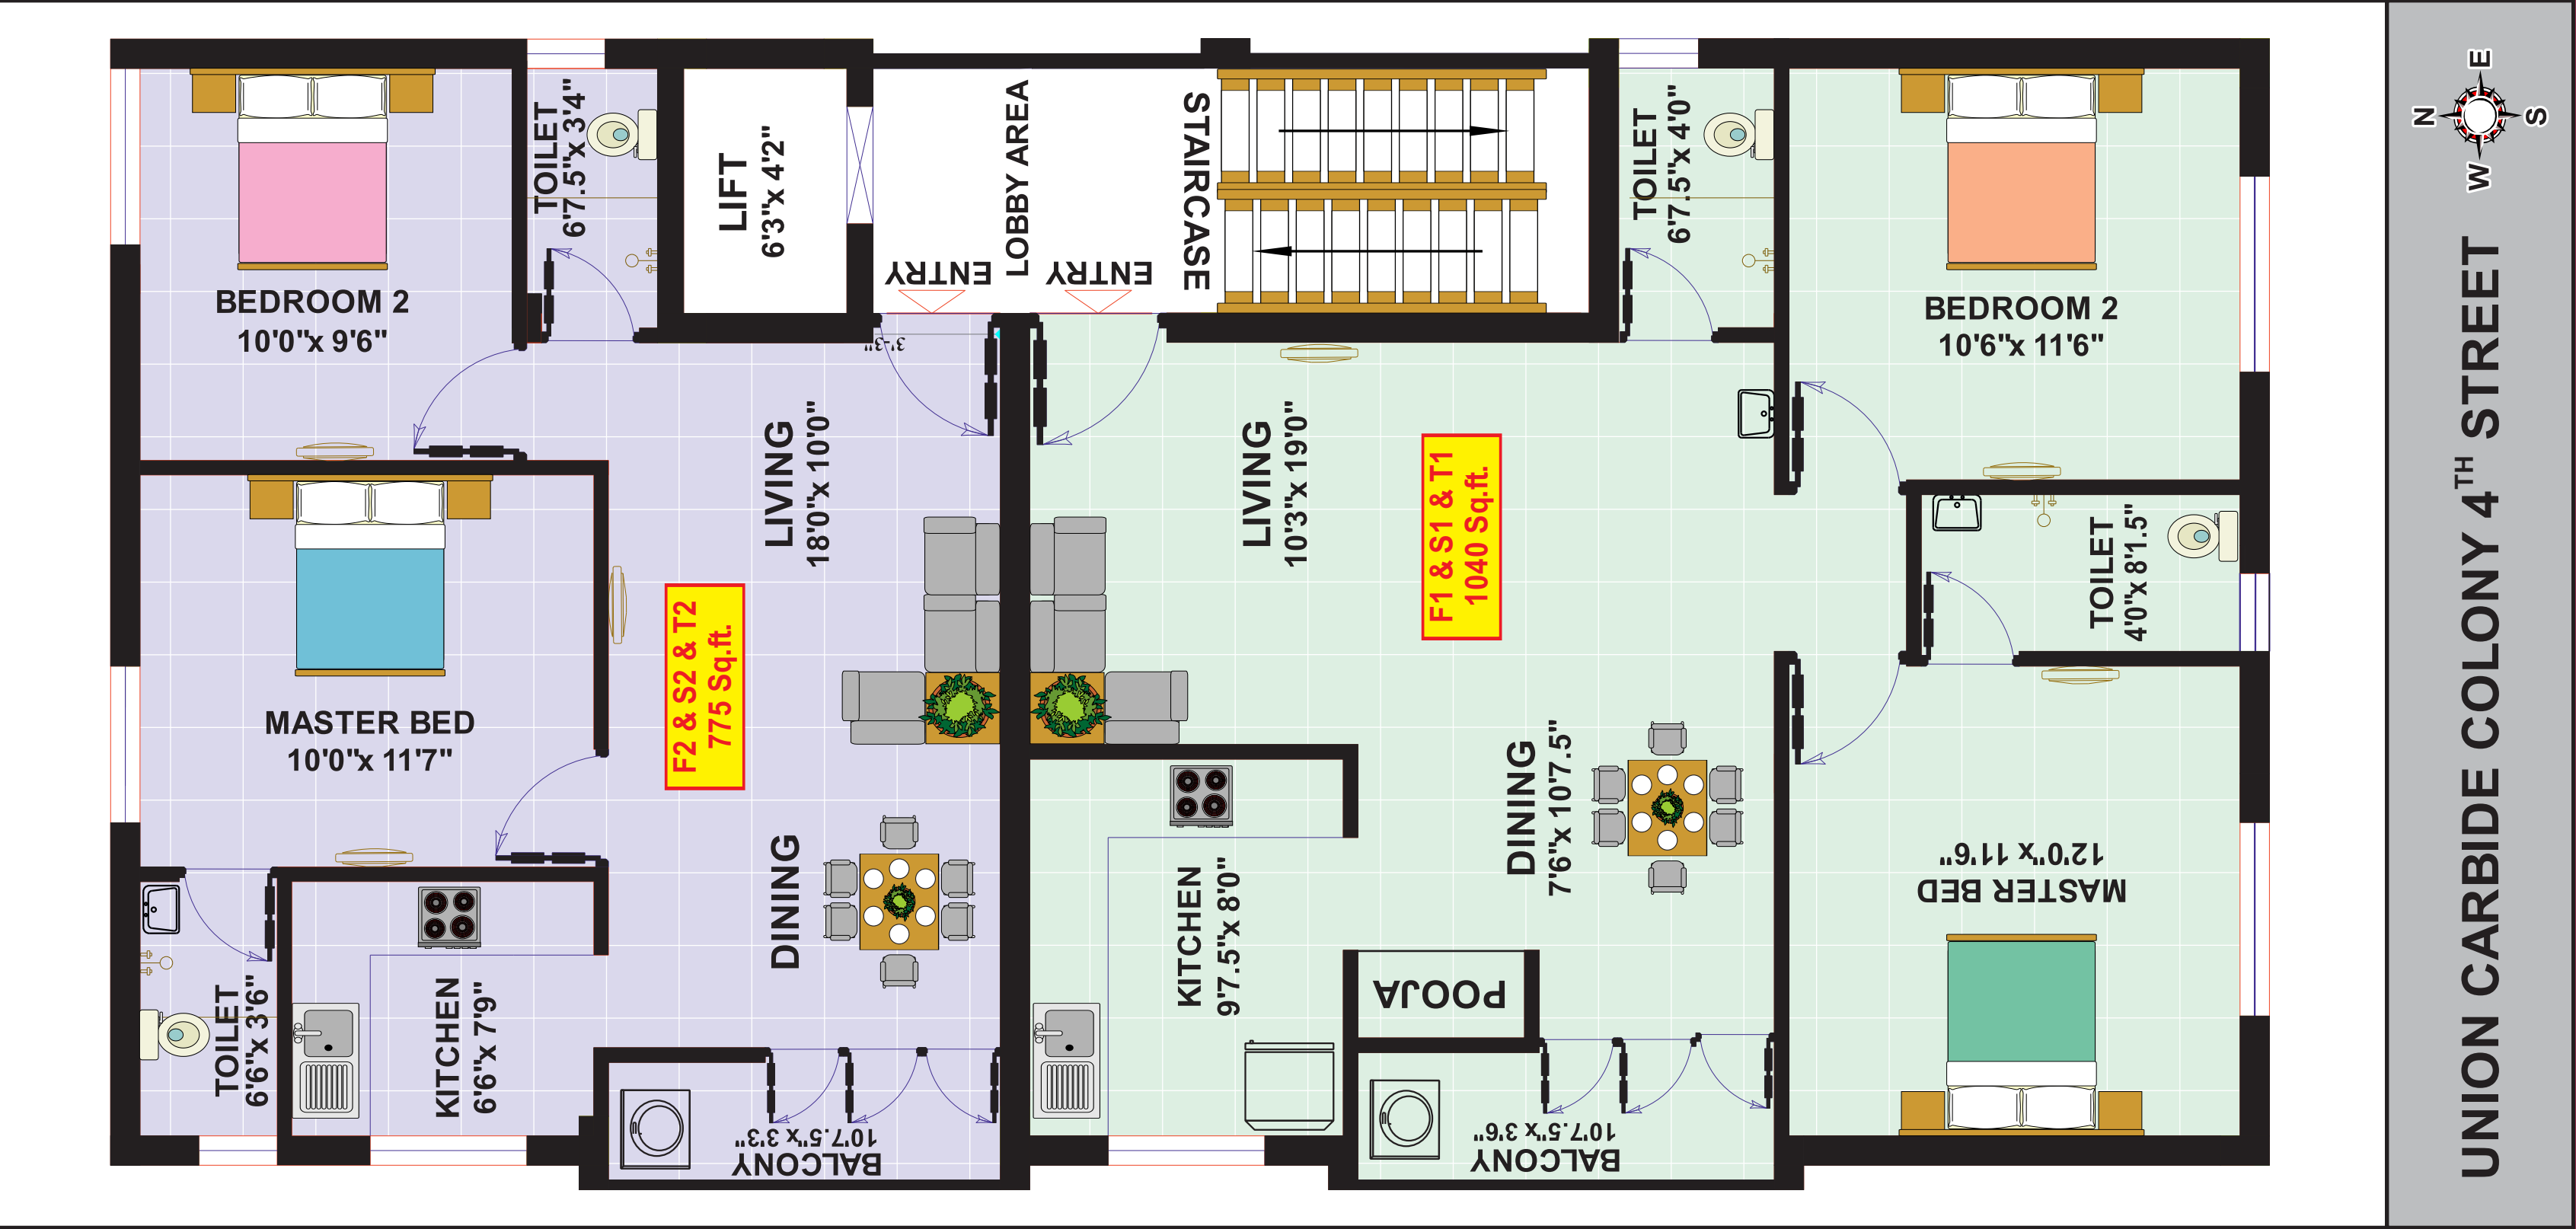 BEDROOM 2
10'0"x 9'6"
TOILET
6'7.5"x 3'4"
LIFT
6'3"x 4'2"
LOBBY AREA
ENTRY
ENTRY
STAIRCASE
TOILET
6'7.5"x 4'0"
BEDROOM 2
10'6"x 11'6"
3'-3"
LIVING
18'0"x 10'0"
LIVING
10'3"x 19'0"
F1 & S1 & T1
1040 Sq.ft.
TOILET
4'0"x 8'1.5"
MASTER BED
10'0"x 11'7"
F2 & S2 & T2
775 Sq.ft.
DINING
DINING
7'6"x 10'7.5"
MASTER BED
12'0"x 11'6"
TOILET
6'6"x 3'6"
KITCHEN
6'6"x 7'9"
KITCHEN
9'7.5"x 8'0"
POOJA
BALCONY
10'7.5"x 3'3"
BALCONY
10'7.5"x 3'6"
N
E
S
W
UNION CARBIDE COLONY 4TH STREET